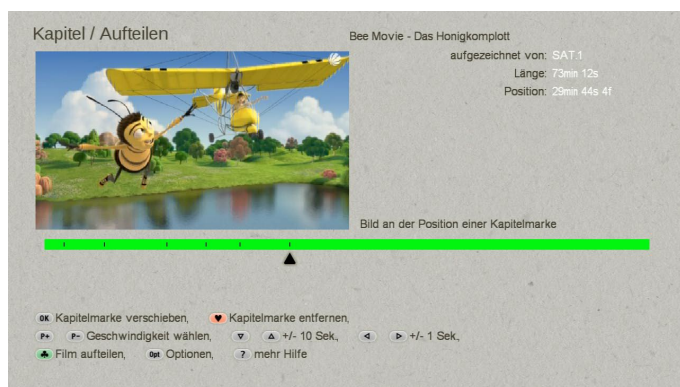 Kapitel / Aufteilen
Bee Movie - Das Honigkomplott
aufgezeichnet von: SAT.1
Länge: 73min 12s
Position: 29min 44s 4f
Bild an der Position einer Kapitelmarke
OK Kapitelmarke verschieben, Kapitelmarke entfernen,
P+ P- Geschwindigkeit wählen, +/- 10 Sek., +/- 1 Sek.,
Film aufteilen, Opt Optionen, ? mehr Hilfe